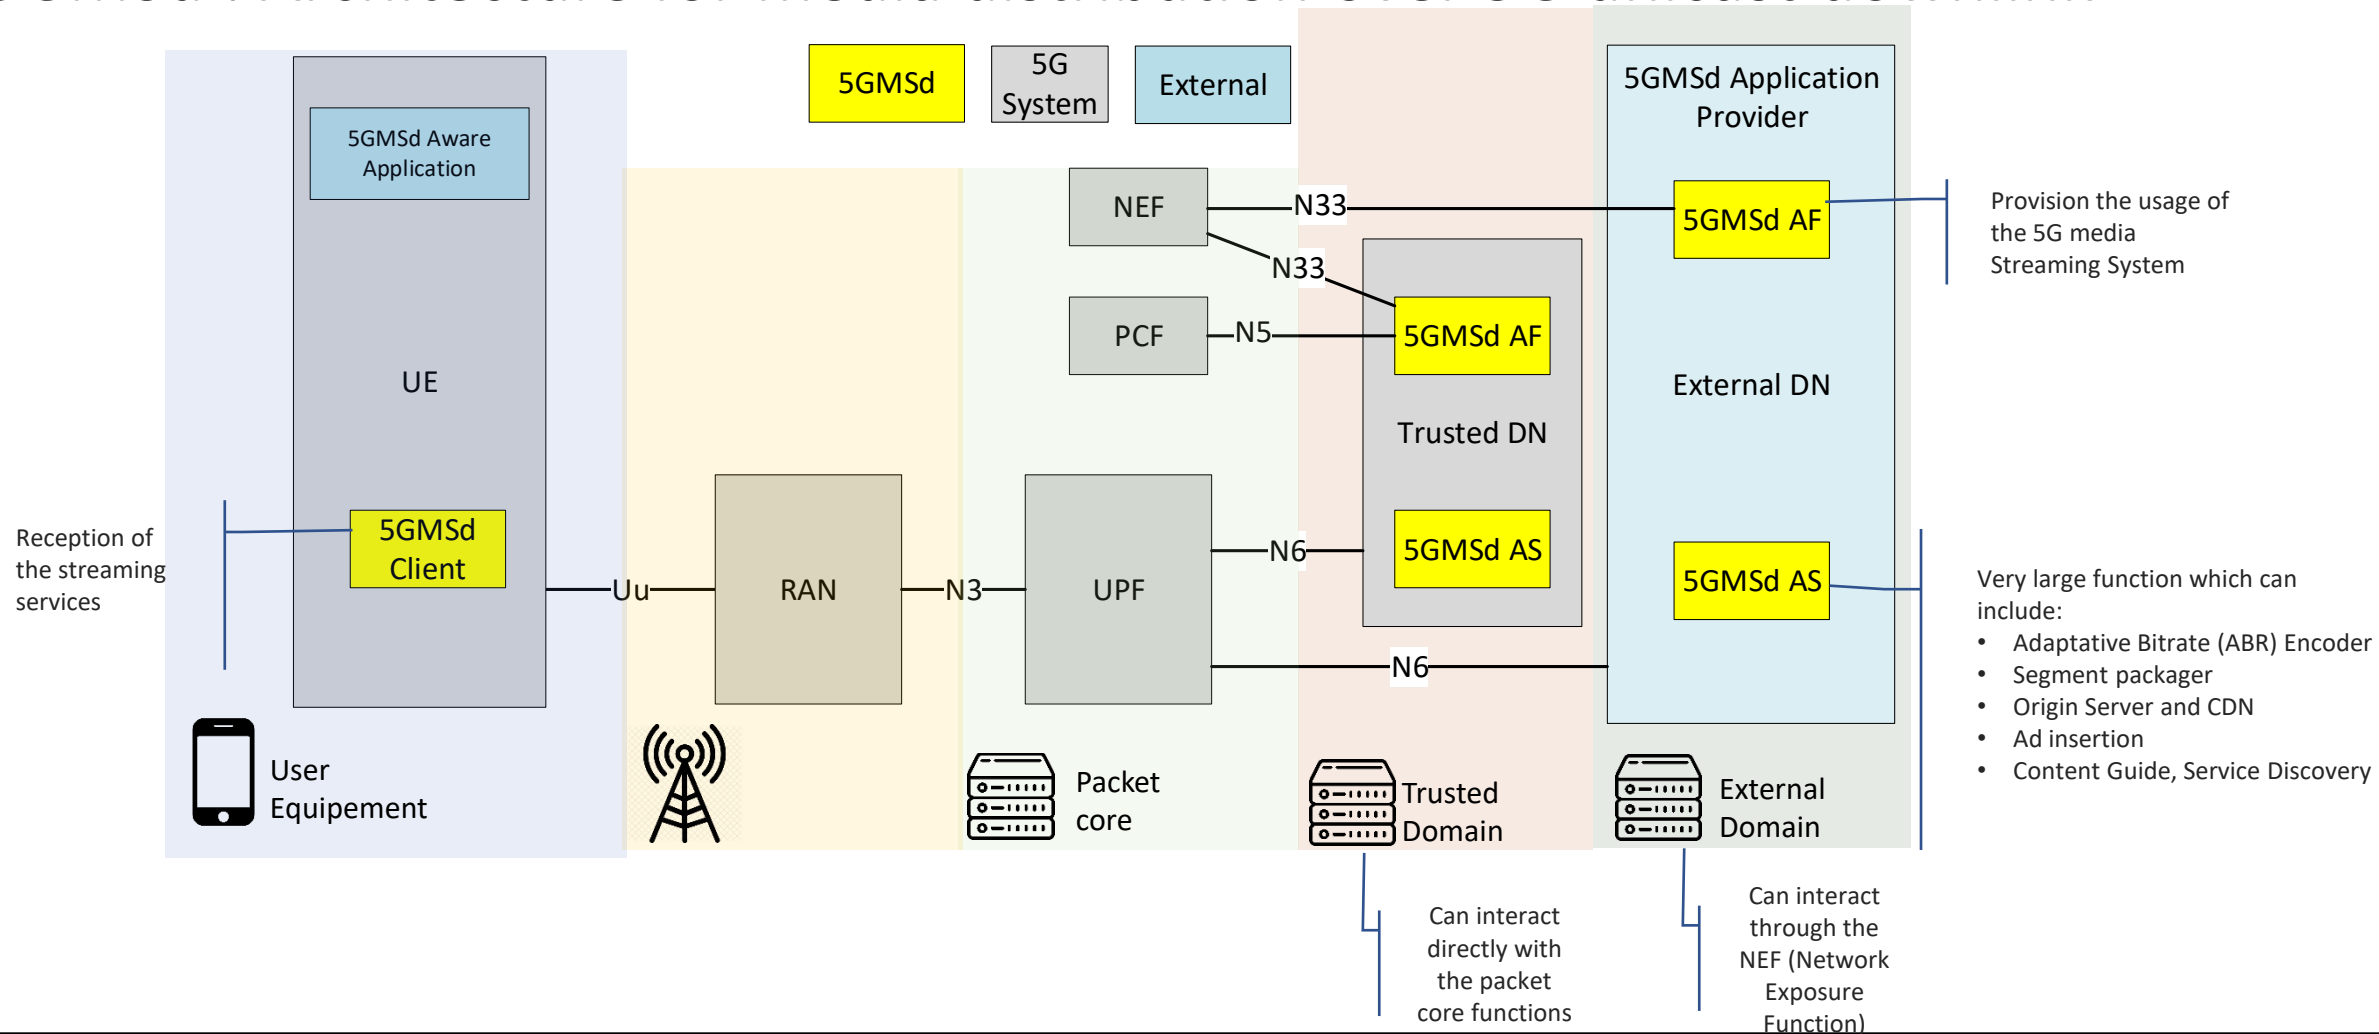 5GMSd
5G
System
External
5GMSd Application
Provider
5GMSd Aware
Application
NEF
N33
5GMSd AF
Provision the usage of
the 5G media
Streaming System
N33
PCF
N5
5GMSd AF
UE
External DN
Trusted DN
5GMSd
Client
Reception of
the streaming
services
Uu
RAN
N3
UPF
N6
5GMSd AS
5GMSd AS
N6
Very large function which can
include:
• Adaptative Bitrate (ABR) Encoder
• Segment packager
• Origin Server and CDN
• Ad insertion
• Content Guide, Service Discovery
User
Equipement
Packet
core
Trusted
Domain
External
Domain
Can interact
directly with
the packet
core functions
Can interact
through the
NEF (Network
Exposure
Function)